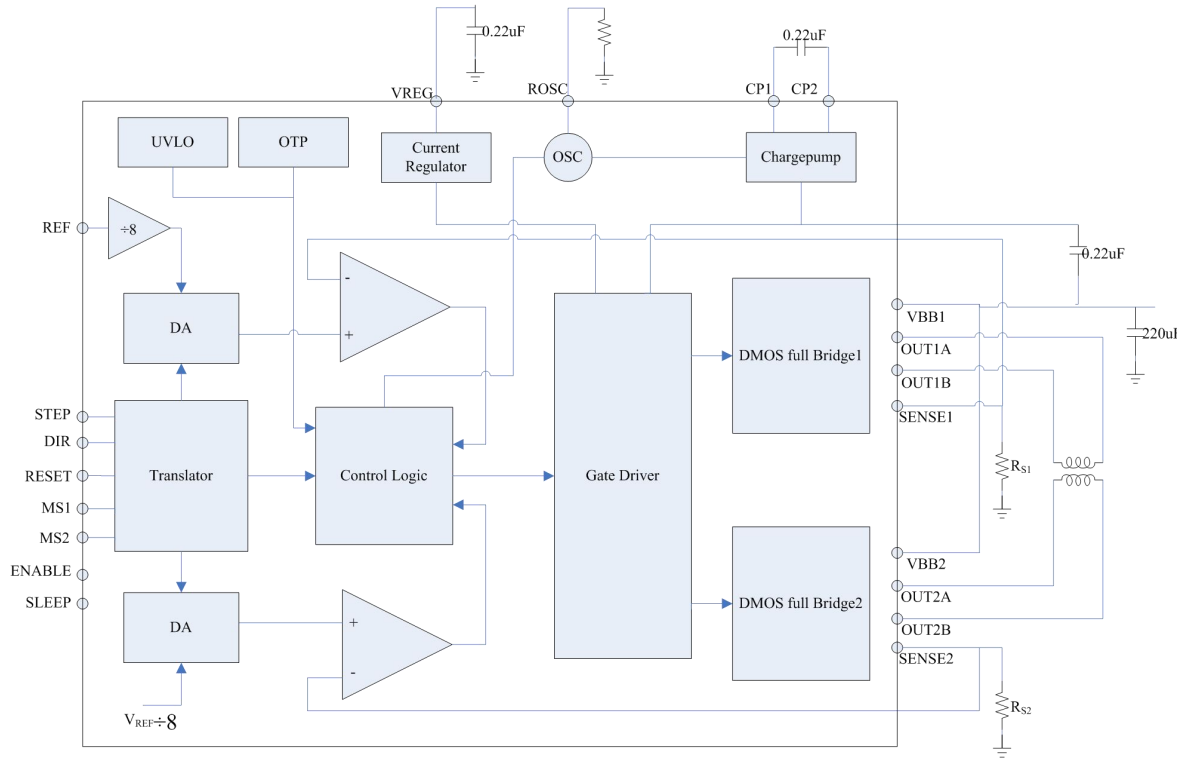 0.22uF
0.22uF
VREG
ROSC
CP1
CP2
UVLO
OTP
Current
Regulator
OSC
Chargepump
REF
÷8
0.22uF
DA
-
+
DMOS full Bridge1
VBB1
220uF
OUT1A
OUT1B
SENSE1
STEP
DIR
RESET
MS1
MS2
ENABLE
SLEEP
Translator
Control Logic
Gate Driver
RS1
VBB2
OUT2A
OUT2B
SENSE2
DMOS full Bridge2
DA
+
-
RS2
VREF÷8